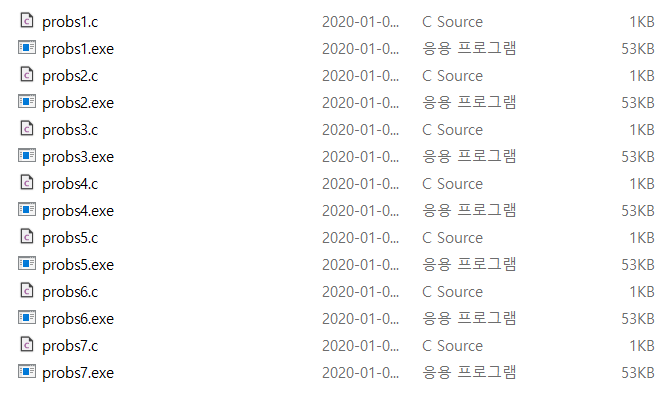 probs1.c 2020-01-0... C Source 1KB
probs1.exe 2020-01-0... 응용 프로그램 53KB
probs2.c 2020-01-0... C Source 1KB
probs2.exe 2020-01-0... 응용 프로그램 53KB
probs3.c 2020-01-0... C Source 1KB
probs3.exe 2020-01-0... 응용 프로그램 53KB
probs4.c 2020-01-0... C Source 1KB
probs4.exe 2020-01-0... 응용 프로그램 53KB
probs5.c 2020-01-0... C Source 1KB
probs5.exe 2020-01-0... 응용 프로그램 53KB
probs6.c 2020-01-0... C Source 1KB
probs6.exe 2020-01-0... 응용 프로그램 53KB
probs7.c 2020-01-0... C Source 1KB
probs7.exe 2020-01-0... 응용 프로그램 53KB